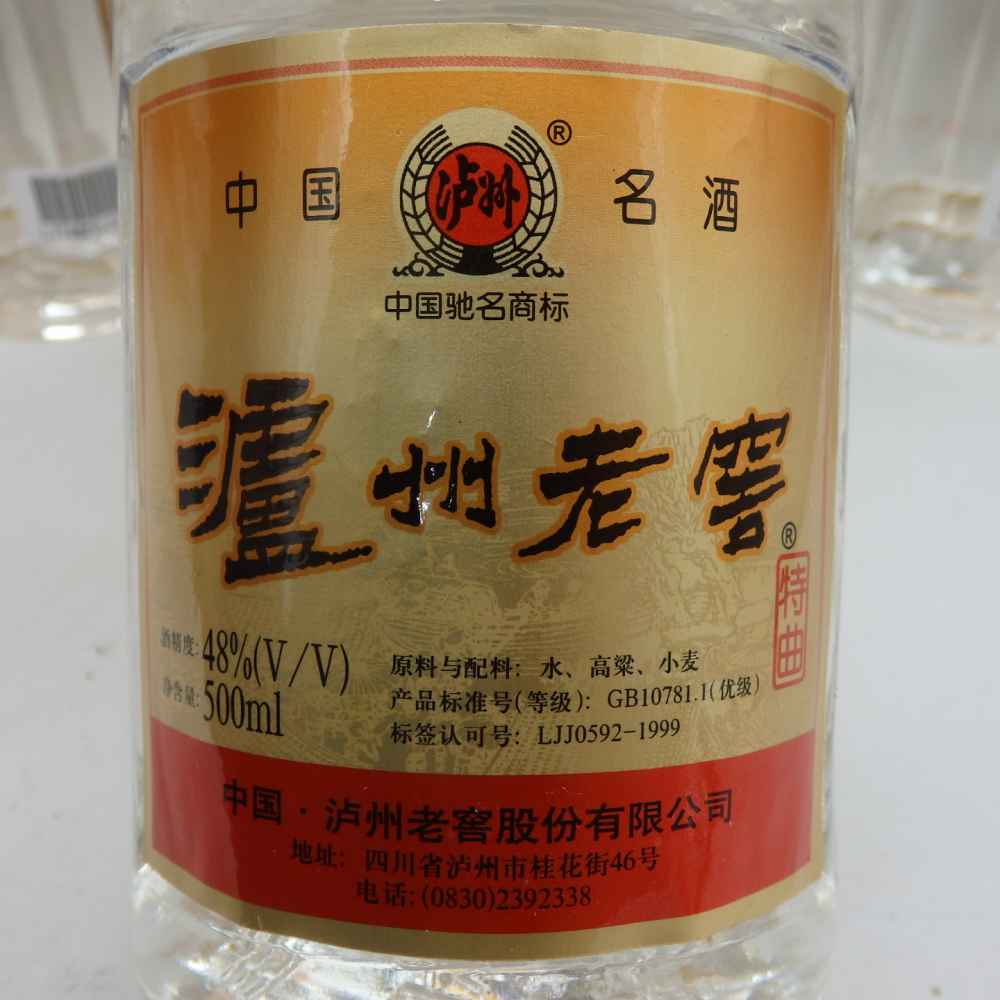 中国 泸州 ® 名酒
中国驰名商标
瀘州老窖®
特曲
酒精度:48%(V/V)
净含量:500ml
原料与配料：水、高粱、小麦
产品标准号(等级)：GB10781.1(优级)
标签认可号：LJJ0592-1999
中国·泸州老窖股份有限公司
地址：四川省泸州市桂花街46号
电话:(0830)2392338